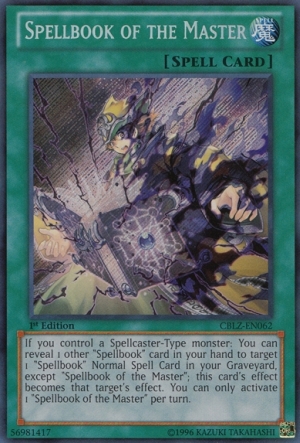 SPELLBOOK OF THE MASTER
魔
[SPELL CARD]
1st Edition
CBLZ-EN062
If you control a Spellcaster-Type monster: You can
reveal 1 other "Spellbook" card in your hand to target
1 "Spellbook" Normal Spell Card in your Graveyard,
except "Spellbook of the Master"; this card's effect
becomes that target's effect. You can only activate
1 "Spellbook of the Master" per turn.
56981417
©1996 KAZUKI TAKAHASHI